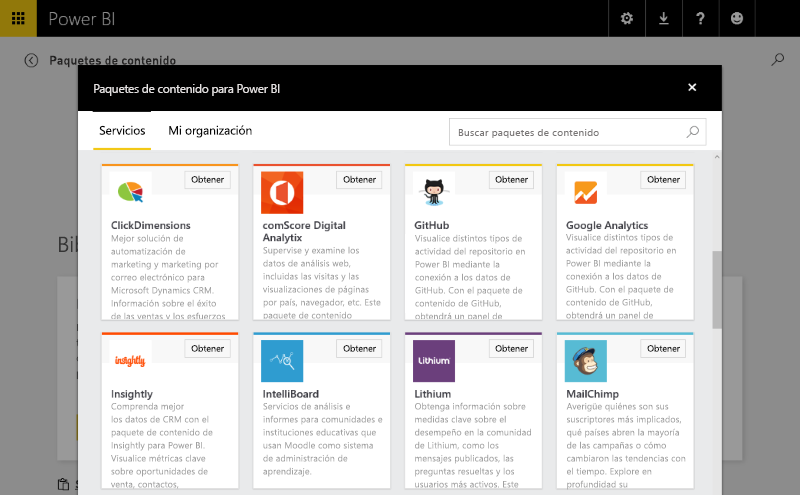 Power BI
?
Paquetes de contenido
Paquetes de contenido para Power BI
Servicios
Mi organización
Buscar paquetes de contenido
Obtener
ClickDimensions
Mejor solución de
automatización de
marketing y marketing por
correo electrónico para
Microsoft Dynamics CRM.
Información sobre el éxito
de las ventas y los esfuerzos
Obtener
comScore Digital
Analytix
Supervise y examine los
datos de análisis web,
incluidas las visitas y las
visualizaciones de páginas
por país, navegador, etc. Este
paquete de contenido
Obtener
GitHub
Visualice distintos tipos de
actividad del repositorio en
Power BI mediante la
conexión a los datos de
GitHub. Con el paquete de
contenido de GitHub,
obtendrá un panel de
Obtener
Google Analytics
Visualice distintos tipos de
actividad del repositorio en
Power BI mediante la
conexión a los datos de
GitHub. Con el paquete de
contenido de GitHub,
obtendrá un panel de
Bib
insightly
Obtener
Insightly
Comprenda mejor
los datos de CRM con el
paquete de contenido de
Insightly para Power BI.
Visualice métricas clave
sobre oportunidades de
venta, contactos,
Obtener
IntelliBoard
Servicios de análisis e
informes para comunidades e
instituciones educativas que
usan Moodle como sistema
de administración de
aprendizaje.
Lithium
Obtener
Lithium
Obtenga información sobre
medidas clave sobre el
desempeño en la comunidad
de Lithium, como los
mensajes publicados, las
preguntas resueltas y los
usuarios más activos. Este
Obtener
MailChimp
Averigüe quiénes son sus
suscriptores más implicados,
qué países abren la mayoría
de las campañas o cómo
cambiaron las tendencias con
el tiempo. Explore en
profundidad su